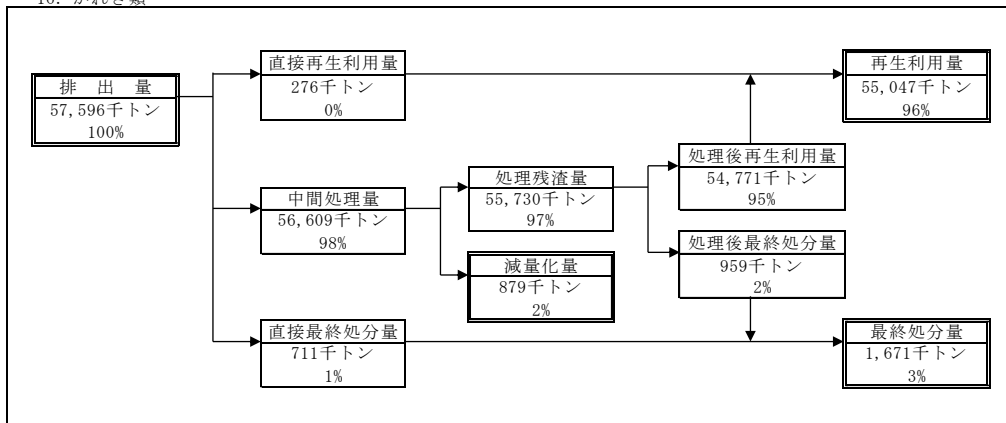 排 出 量
57,596千トン
100%
直接再生利用量
276千トン
0%
再生利用量
55,047千トン
96%
中間処理量
56,609千トン
98%
処理残渣量
55,730千トン
97%
処理後再生利用量
54,771千トン
95%
減量化量
879千トン
2%
処理後最終処分量
959千トン
2%
直接最終処分量
711千トン
1%
最終処分量
1,671千トン
3%